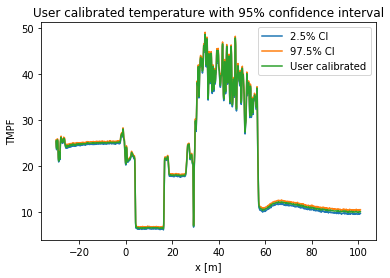 User calibrated temperature with 95% confidence interval
50
40
30
20
10
TMPF
2.5% CI
97.5% CI
User calibrated
−20
0
20
40
60
80
100
x [m]